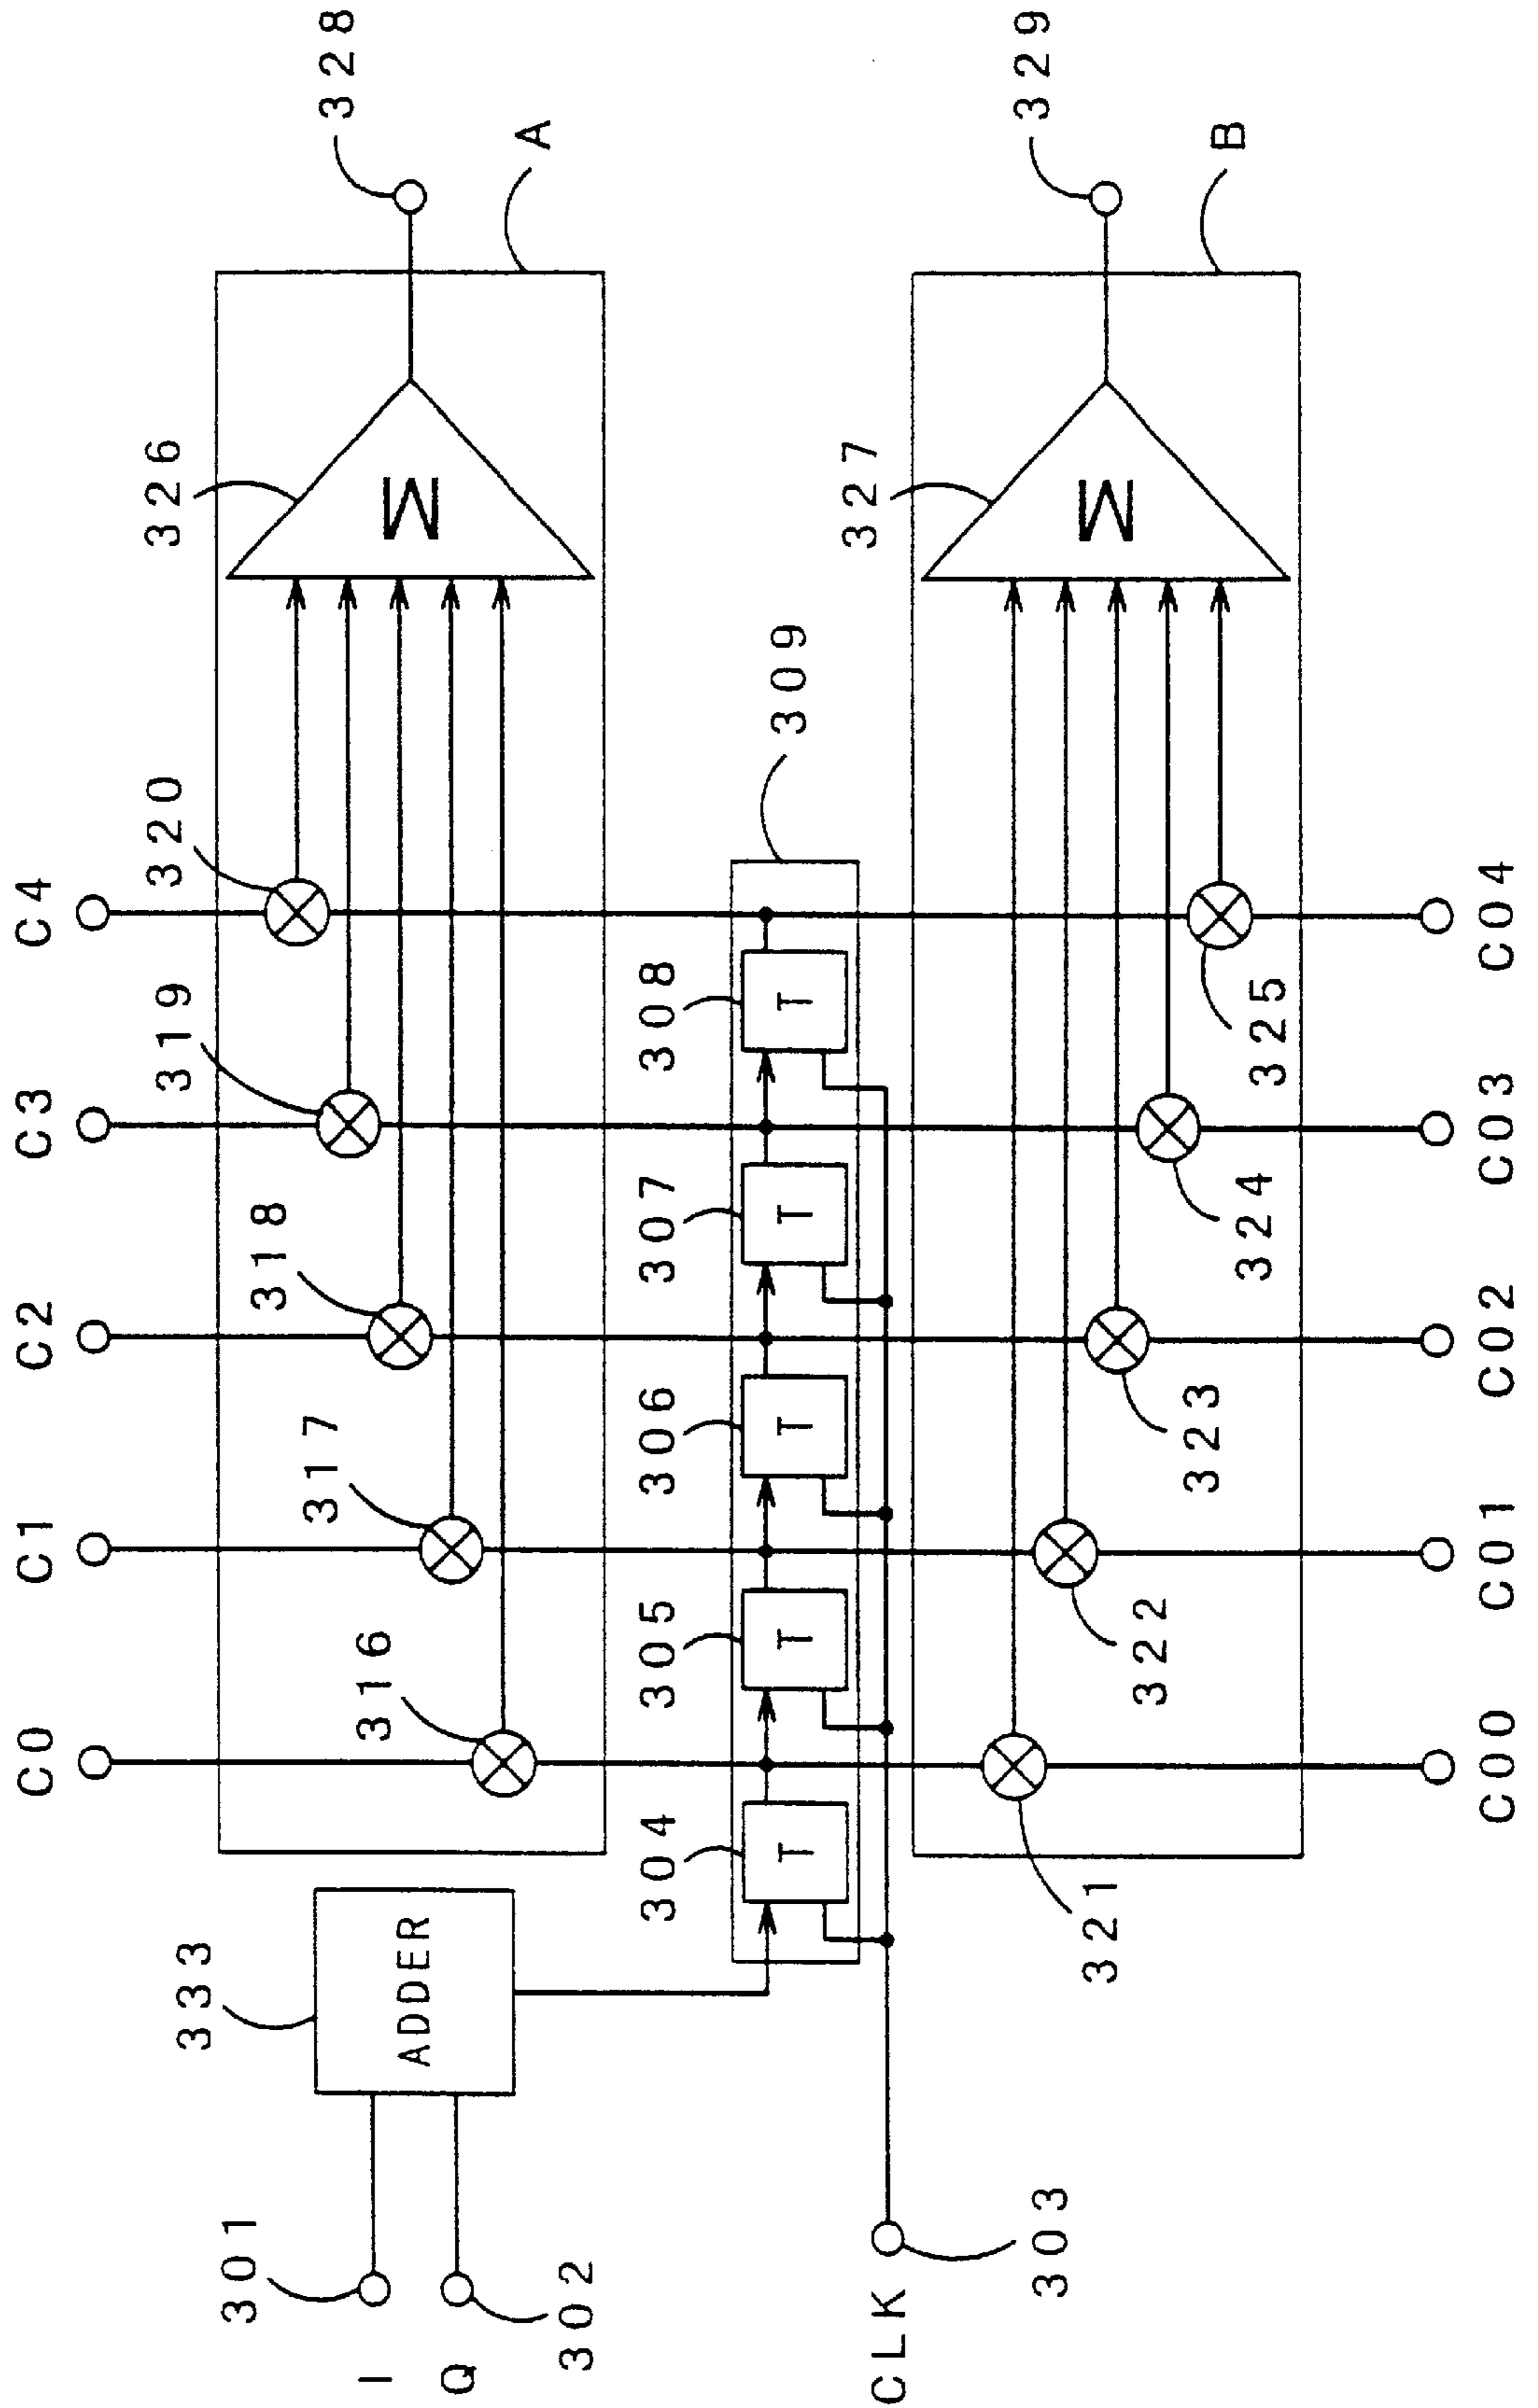 C0 C1 C2 C3 C4
316 317 318 319 320
326
M
328
A
301
I
302
Q
333
ADDER
304 305 306 307 308
T T T T T
309
CLK
303
321 322 323 324 325
327
M
329
B
C00 C01 C02 C03 C04